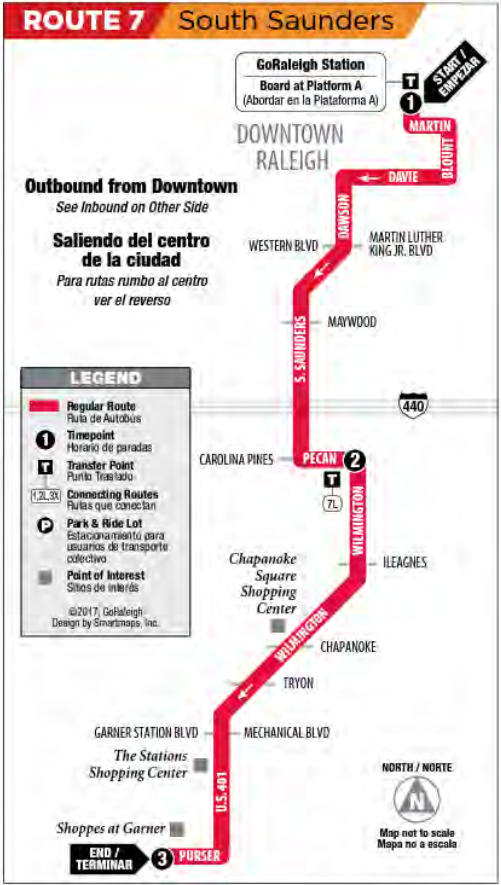 ROUTE 7 South Saunders
GoRaleigh Station
Board at Platform A
(Abordar en la Plataforma A)
T
1
START /
EMPEZAR
MARTIN
BLOUNT
DAVIE
DOWNTOWN
RALEIGH
DAWSON
Outbound from Downtown
See Inbound on Other Side
Saliendo del centro
de la ciudad
Para rutas rumbo al centro
ver el reverso
WESTERN BLVD
MARTIN LUTHER
KING JR. BLVD
S. SAUNDERS
MAYWOOD
440
CAROLINA PINES
PECAN
2
T
7L
WILMINGTON
ILEAGNES
LEGEND
Regular Route
Ruta de Autobús
1
Timepoint
Horario de paradas
T
Transfer Point
Punto Traslado
1,2L,3X
Connecting Routes
Rutas que conectan
P
Park & Ride Lot
Estacionamiento para
usuarios de transporte
colectivo
Point of Interest
Sitios de interés
©2017, GoRaleigh
Design by Smartmaps, Inc.
Chapanoke
Square
Shopping
Center
WILMINGTON
CHAPANOKE
TRYON
GARNER STATION BLVD
MECHANICAL BLVD
The Stations
Shopping Center
U.S.401
Shoppes at Garner
END /
TERMINAR
3
PURSER
NORTH / NORTE
N
Map not to scale
Mapa no a escala